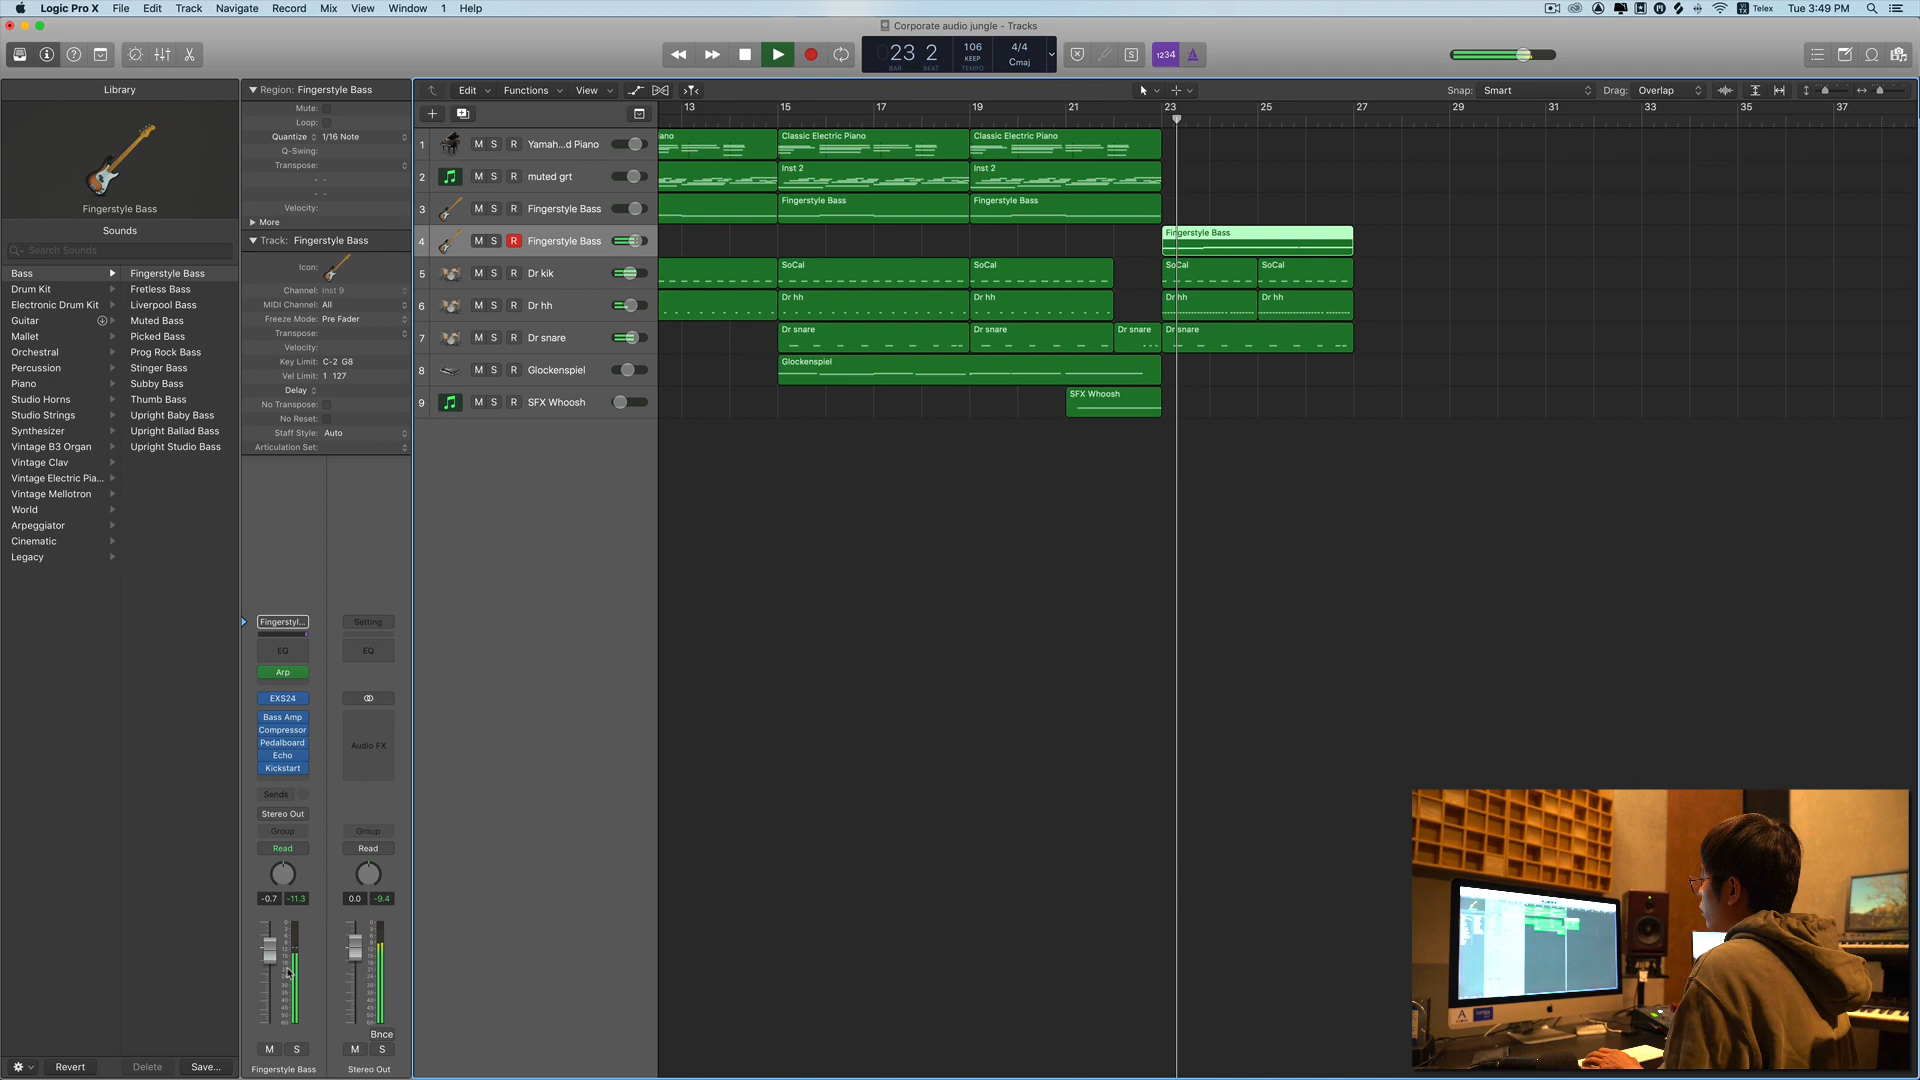 Logic Pro X File Edit Track Navigate Record Mix View Window 1 Help Telex Tue 3:49 PM
Corporate audio jungle - Tracks
23 2 106 4/4
KEEP Cmaj
BAR BEAT TEMPO
1234
Library
Fingerstyle Bass
Sounds
Search Sounds
Bass
Drum Kit
Electronic Drum Kit
Guitar
Mallet
Orchestral
Percussion
Piano
Studio Horns
Studio Strings
Synthesizer
Vintage B3 Organ
Vintage Clav
Vintage Electric Pia...
Vintage Mellotron
World
Arpeggiator
Cinematic
Legacy
Fingerstyle Bass
Fretless Bass
Liverpool Bass
Muted Bass
Picked Bass
Prog Rock Bass
Stinger Bass
Subby Bass
Thumb Bass
Upright Baby Bass
Upright Ballad Bass
Upright Studio Bass
Revert Delete Save...
Region: Fingerstyle Bass
Mute:
Loop:
Quantize 1/16 Note
Q-Swing:
Transpose:
- -
- -
Velocity:
More
Track: Fingerstyle Bass
Icon:
Channel: Inst 9
MIDI Channel: All
Freeze Mode: Pre Fader
Transpose:
Velocity:
Key Limit: C-2 G8
Vel Limit: 1 127
Delay
No Transpose:
No Reset:
Staff Style: Auto
Articulation Set:
Fingerstyl... Setting
EQ EQ
Arp
EXS24
Bass Amp
Compressor
Pedalboard
Echo
Kickstart
Audio FX
Sends
Stereo Out
Group Group
Read Read
-0.7 -11.3 0.0 -9.4
Bnce
M S M S
Fingerstyle Bass Stereo Out
Edit Functions View Snap: Smart Drag: Overlap
13 15 17 19 21 23 25 27 29 31 33 35 37
1 M S R Yamah...d Piano
2 M S R muted grt
3 M S R Fingerstyle Bass
4 M S R Fingerstyle Bass
5 M S R Dr kik
6 M S R Dr hh
7 M S R Dr snare
8 M S R Glockenspiel
9 M S R SFX Whoosh
iano Classic Electric Piano Classic Electric Piano
Inst 2 Inst 2
Fingerstyle Bass Fingerstyle Bass
Fingerstyle Bass
SoCal SoCal SoCal SoCal
Dr hh Dr hh Dr hh Dr hh
Dr snare Dr snare Dr snare Dr snare
Glockenspiel
SFX Whoosh